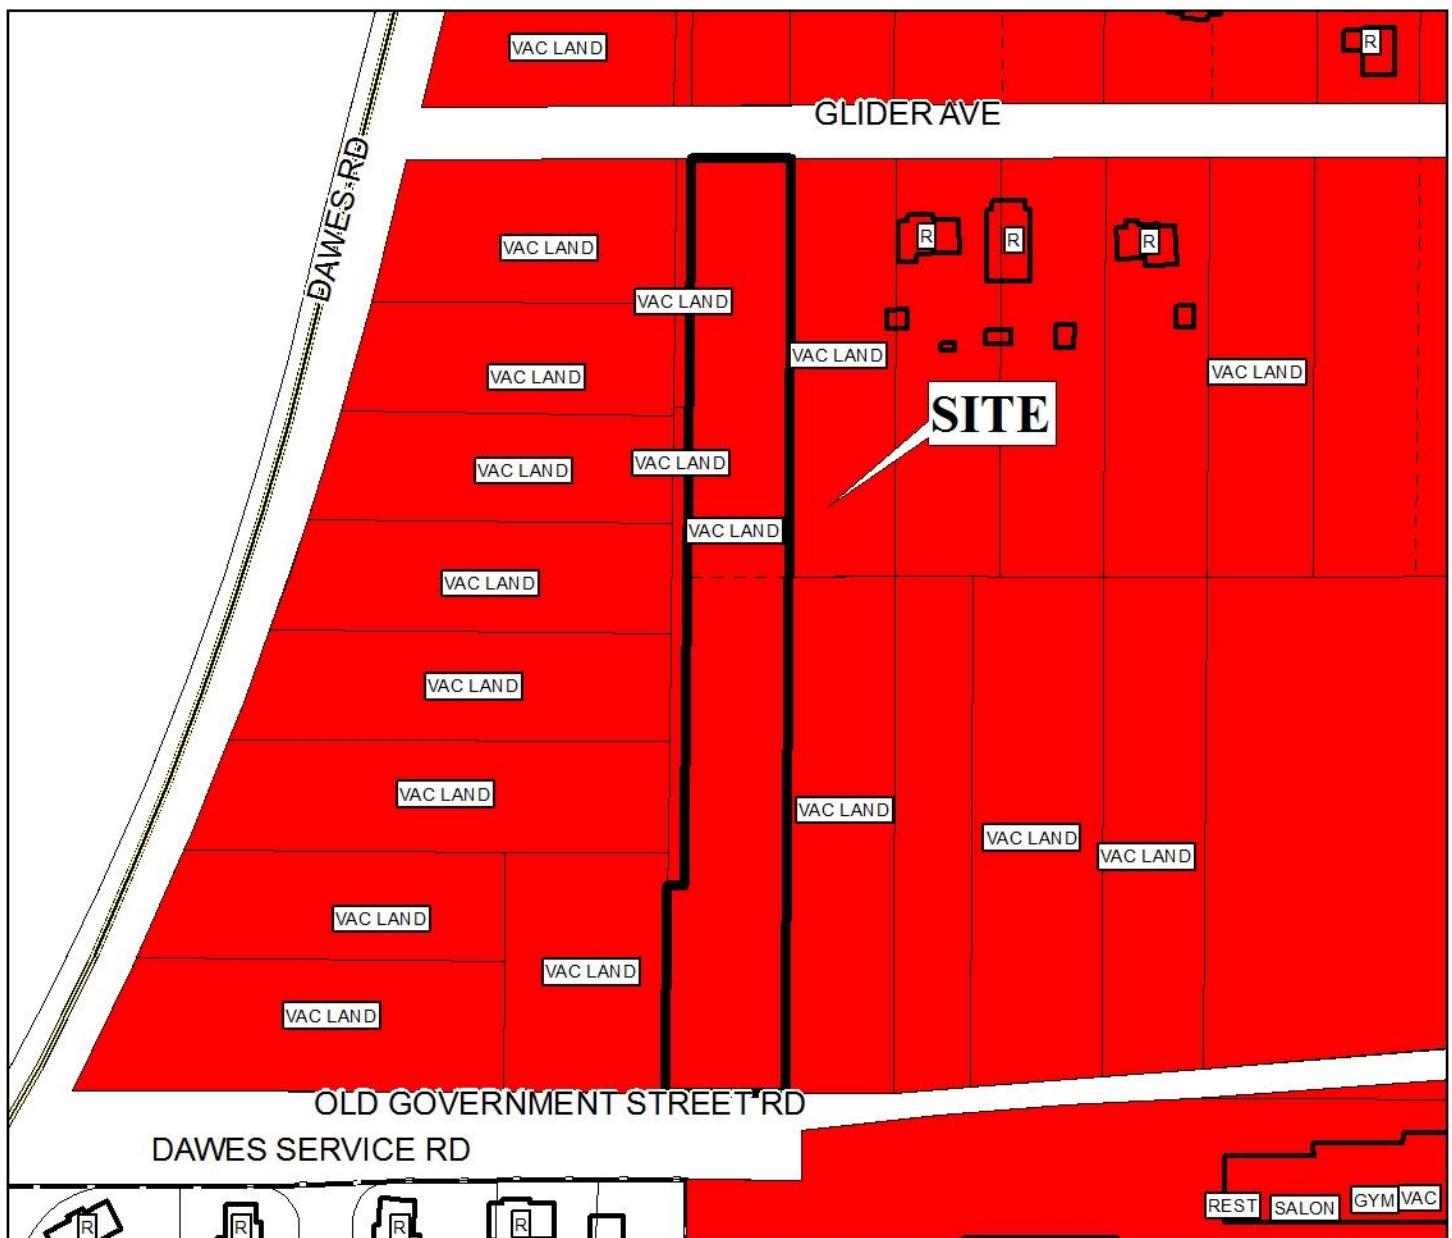 VAC LAND
R
GLIDER AVE
DAWES RD
R
R
R
VAC LAND
VAC LAND
VAC LAND
VAC LAND
VAC LAND
SITE
VAC LAND
VAC LAND
VAC LAND
VAC LAND
VAC LAND
VAC LAND
VAC LAND
VAC LAND
VAC LAND
VAC LAND
VAC LAND
VAC LAND
VAC LAND
OLD GOVERNMENT STREET RD
DAWES SERVICE RD
REST
SALON
GYM
VAC
R
R
R
R